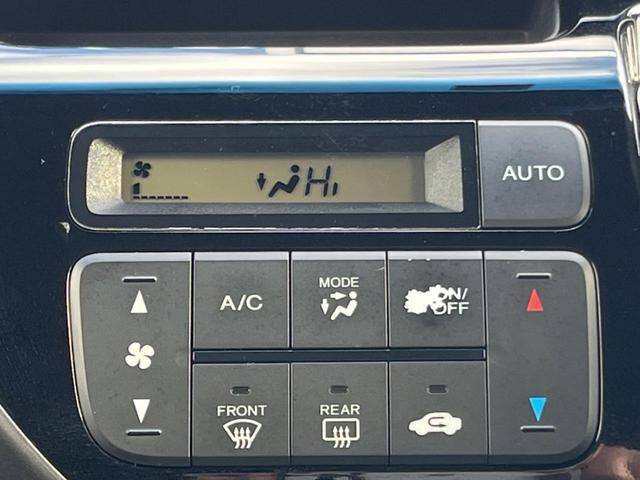 Hi
AUTO
A/C
MODE
ON/
OFF
FRONT
REAR